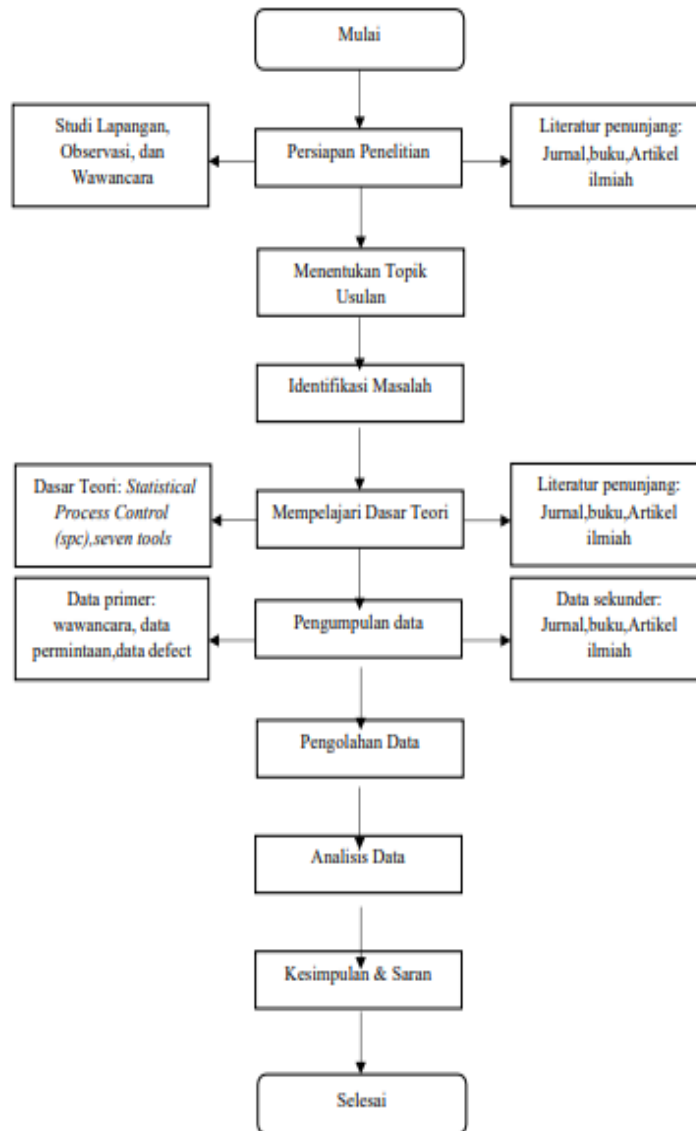 Mulai
Studi Lapangan,
Observasi, dan
Wawancara
Persiapan Penelitian
Literatur penunjang:
Jurnal,buku,Artikel
ilmiah
Menentukan Topik
Usulan
Identifikasi Masalah
Dasar Teori: Statistical
Process Control
(spc),seven tools
Mempelajari Dasar Teori
Literatur penunjang:
Jurnal,buku,Artikel
ilmiah
Data primer:
wawancara, data
permintaan,data defect
Pengumpulan data
Data sekunder:
Jurnal,buku,Artikel
ilmiah
Pengolahan Data
Analisis Data
Kesimpulan & Saran
Selesai